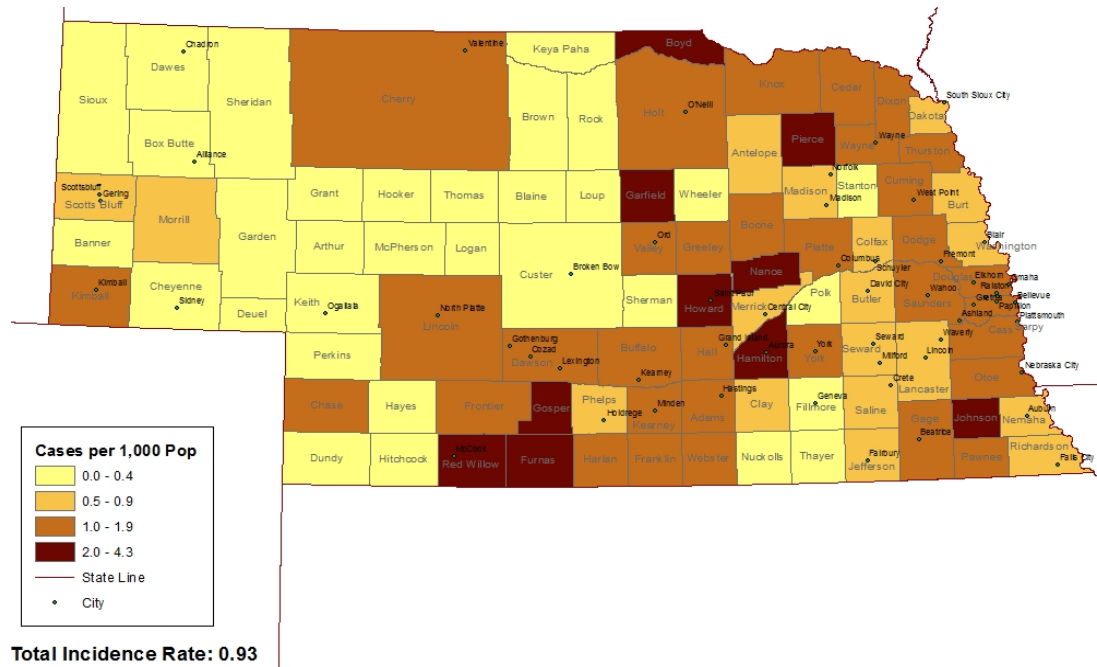 Chadron
Valentine
Keya Paha
Boyd
Dawes
Sioux
Sheridan
Cherry
Brown
Rock
Holt
O'Neill
Knox
Cedar
Dixon
South Sioux City
Dakota
Box Butte
Alliance
Antelope
Pierce
Wayne
Wayne
Thurston
Scottsbluff
Gering
Scotts Bluff
Morrill
Grant
Hooker
Thomas
Blaine
Loup
Garfield
Wheeler
Norfolk
Madison
Madison
Stanton
Cuming
West Point
Burt
Banner
Garden
Arthur
McPherson
Logan
Custer
Broken Bow
Valley
Ord
Greeley
Boone
Platte
Columbus
Colfax
Schuyler
Dodge
Fremont
Blair
Washington
Kimball
Kimball
Cheyenne
Sidney
Deuel
Keith
Ogallala
Lincoln
North Platte
Sherman
Howard
Saint Paul
Nance
Merrick
Central City
Polk
Butler
David City
Saunders
Wahoo
Douglas
Elkhorn
Omaha
Ralston
Gretna
Bellevue
Papillion
Sarpy
Plattsmouth
Ashland
Cass
Perkins
Gothenburg
Cozad
Dawson
Lexington
Buffalo
Kearney
Hall
Grand Island
Hamilton
Aurora
York
York
Seward
Seward
Milford
Waverly
Lincoln
Lancaster
Otoe
Nebraska City
Chase
Hayes
Frontier
Gosper
Phelps
Holdrege
Minden
Kearney
Hastings
Adams
Clay
Geneva
Fillmore
Crete
Saline
Gage
Beatrice
Johnson
Auburn
Nemaha
Dundy
Hitchcock
McCook
Red Willow
Furnas
Harlan
Franklin
Webster
Nuckolls
Thayer
Fairbury
Jefferson
Pawnee
Richardson
Falls City
Cases per 1,000 Pop
0.0 - 0.4
0.5 - 0.9
1.0 - 1.9
2.0 - 4.3
State Line
City
Total Incidence Rate: 0.93